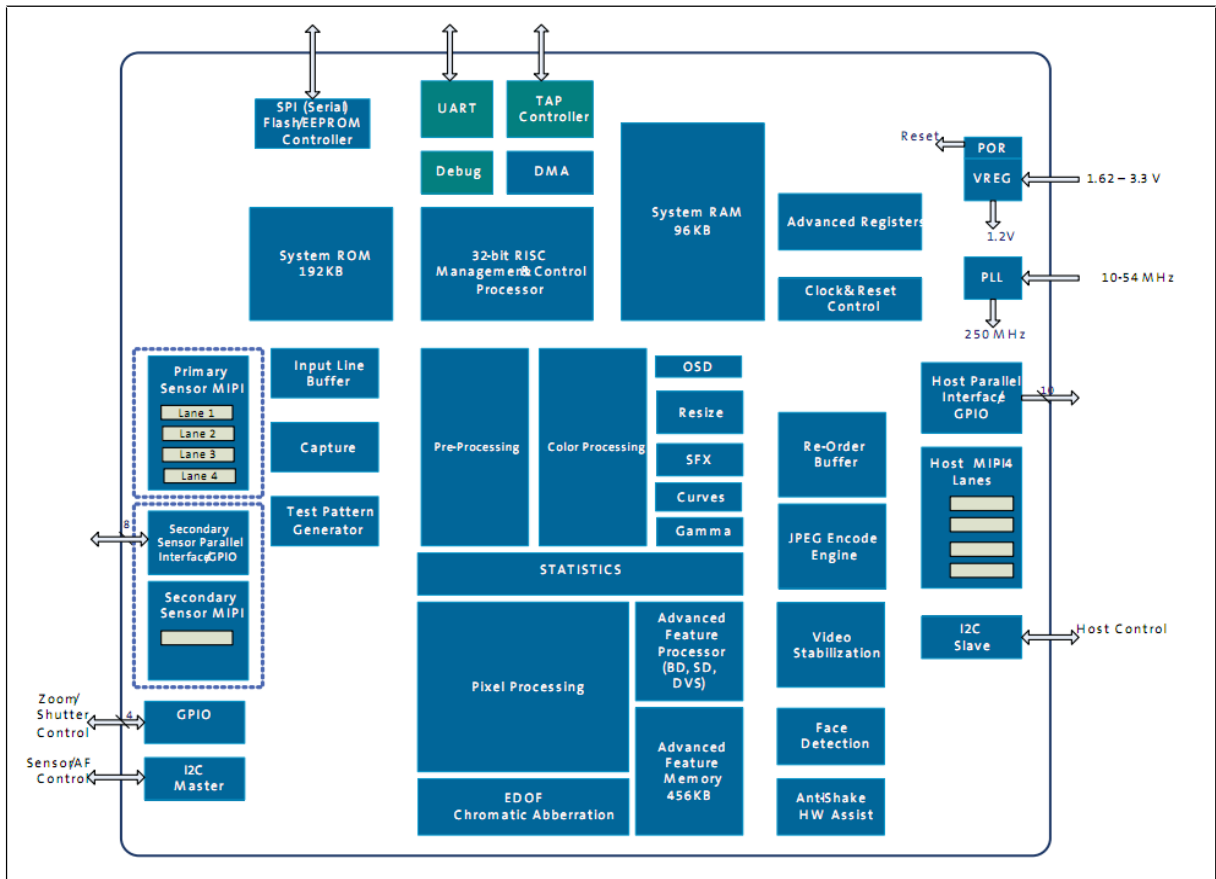 SPI (Serial)
Flash/EEPROM
Controller
UART
TAP
Controller
Debug
DMA
System ROM
192KB
32-bit RISC
Management & Control
Processor
System RAM
96KB
Advanced Registers
Clock & Reset
Control
Reset
POR
VREG
1.62 – 3.3 V
1.2V
PLL
10-54 MHz
250 MHz
Primary
Sensor MIPI
Lane 1
Lane 2
Lane 3
Lane 4
Input Line
Buffer
Capture
Test Pattern
Generator
Pre-Processing
Color Processing
OSD
Resize
SFX
Curves
Gamma
Re-Order
Buffer
JPEG Encode
Engine
Host Parallel
Interface/
GPIO
10
Host MIPI4
Lanes
8
Secondary
Sensor Parallel
Interface/GPIO
Secondary
Sensor MIPI
STATISTICS
Pixel Processing
Advanced
Feature
Processor
(BD, SD,
DVS)
Video
Stabilization
I2C
Slave
Host Control
Zoom/
Shutter
Control
4
GPIO
Sensor/AF
Control
I2C
Master
EDOF
Chromatic Abberration
Advanced
Feature
Memory
456KB
Face
Detection
Anti-Shake
HW Assist